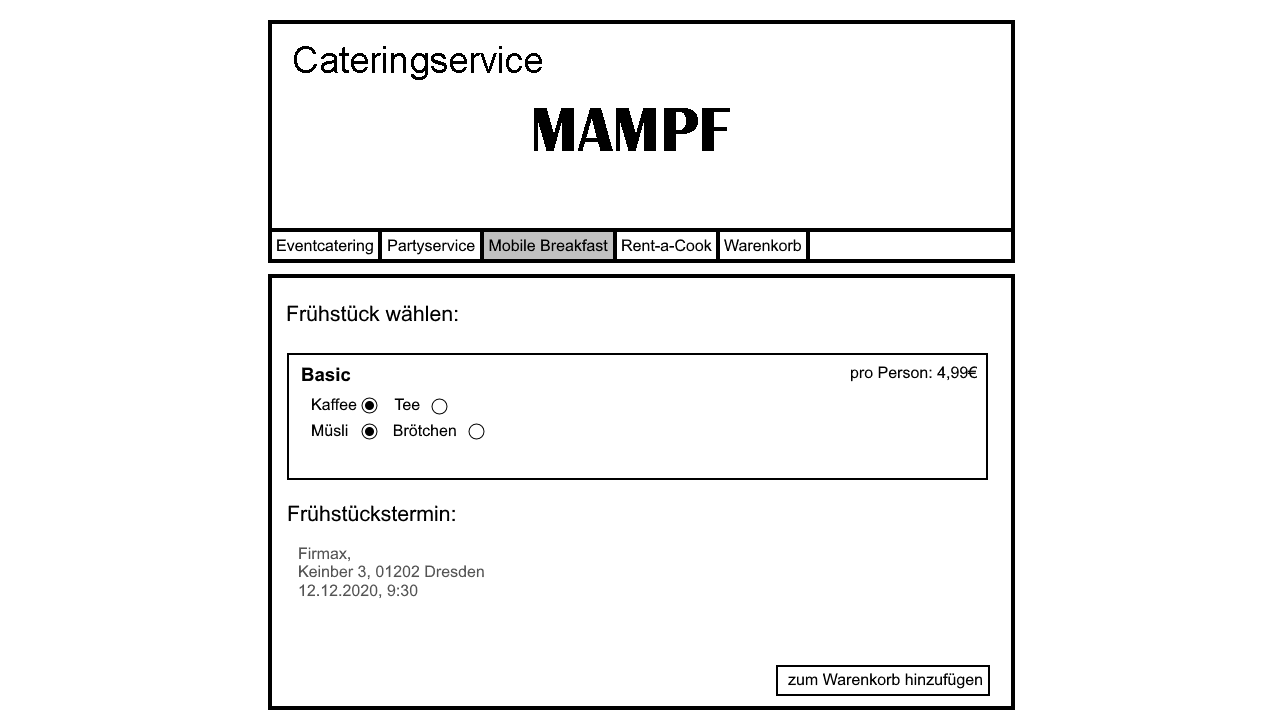 Cateringservice
MAMPF
Eventcatering Partyservice Mobile Breakfast Rent-a-Cook Warenkorb
Frühstück wählen:
Basic pro Person: 4,99€
Kaffee Tee
Müsli Brötchen
Frühstückstermin:
Firmax,
Keinber 3, 01202 Dresden
12.12.2020, 9:30
zum Warenkorb hinzufügen